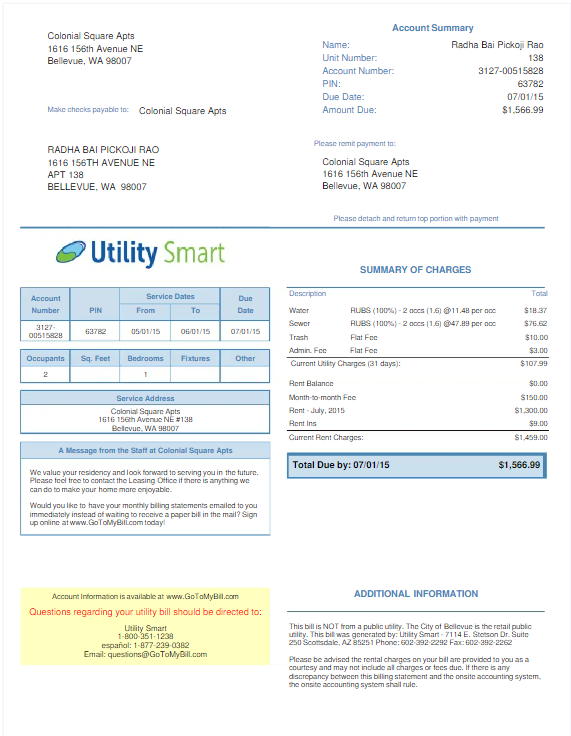 Colonial Square Apts
1616 156th Avenue NE
Bellevue, WA 98007
Make checks payable to: Colonial Square Apts
RADHA BAI PICKOJI RAO
1616 156TH AVENUE NE
APT 138
BELLEVUE, WA 98007
Account Summary
Name: Radha Bai Pickoji Rao
Unit Number: 138
Account Number: 3127-00515828
PIN: 63782
Due Date: 07/01/15
Amount Due: $1,566.99
Please remit payment to:
Colonial Square Apts
1616 156th Avenue NE
Bellevue, WA 98007
Please detach and return top portion with payment
Utility Smart
Account Number PIN Service Dates From To Due Date
3127-00515828 63782 05/01/15 06/01/15 07/01/15
Occupants Sq. Feet Bedrooms Fixtures Other
2 1
Service Address
Colonial Square Apts
1616 156th Avenue NE #138
Bellevue, WA 98007
A Message from the Staff at Colonial Square Apts
We value your residency and look forward to serving you in the future.
Please feel free to contact the Leasing Office if there is anything we
can do to make your home more enjoyable.
Would you like to have your monthly billing statements emailed to you
immediately instead of waiting to receive a paper bill in the mail? Sign
up online at www.GoToMyBill.com today!
SUMMARY OF CHARGES
Description Total
Water RUBS (100%) - 2 occs (1.6) @11.48 per occ $18.37
Sewer RUBS (100%) - 2 occs (1.6) @47.89 per occ $76.62
Trash Flat Fee $10.00
Admin. Fee Flat Fee $3.00
Current Utility Charges (31 days): $107.99
Rent Balance $0.00
Month-to-month Fee $150.00
Rent - July, 2015 $1,300.00
Rent Ins $9.00
Current Rent Charges: $1,459.00
Total Due by: 07/01/15 $1,566.99
Account Information is available at www.GoToMyBill.com
Questions regarding your utility bill should be directed to:
Utility Smart
1-800-351-1238
español: 1-877-239-0382
Email: questions@GoToMyBill.com
ADDITIONAL INFORMATION
This bill is NOT from a public utility. The City of Bellevue is the retail public
utility. This bill was generated by: Utility Smart - 7114 E. Stetson Dr. Suite
250 Scottsdale, AZ 85251 Phone: 602-392-2292 Fax: 602-392-2262
Please be advised the rental charges on your bill are provided to you as a
courtesy and may not include all charges or fees due. If there is any
discrepancy between this billing statement and the onsite accounting system,
the onsite accounting system shall rule.